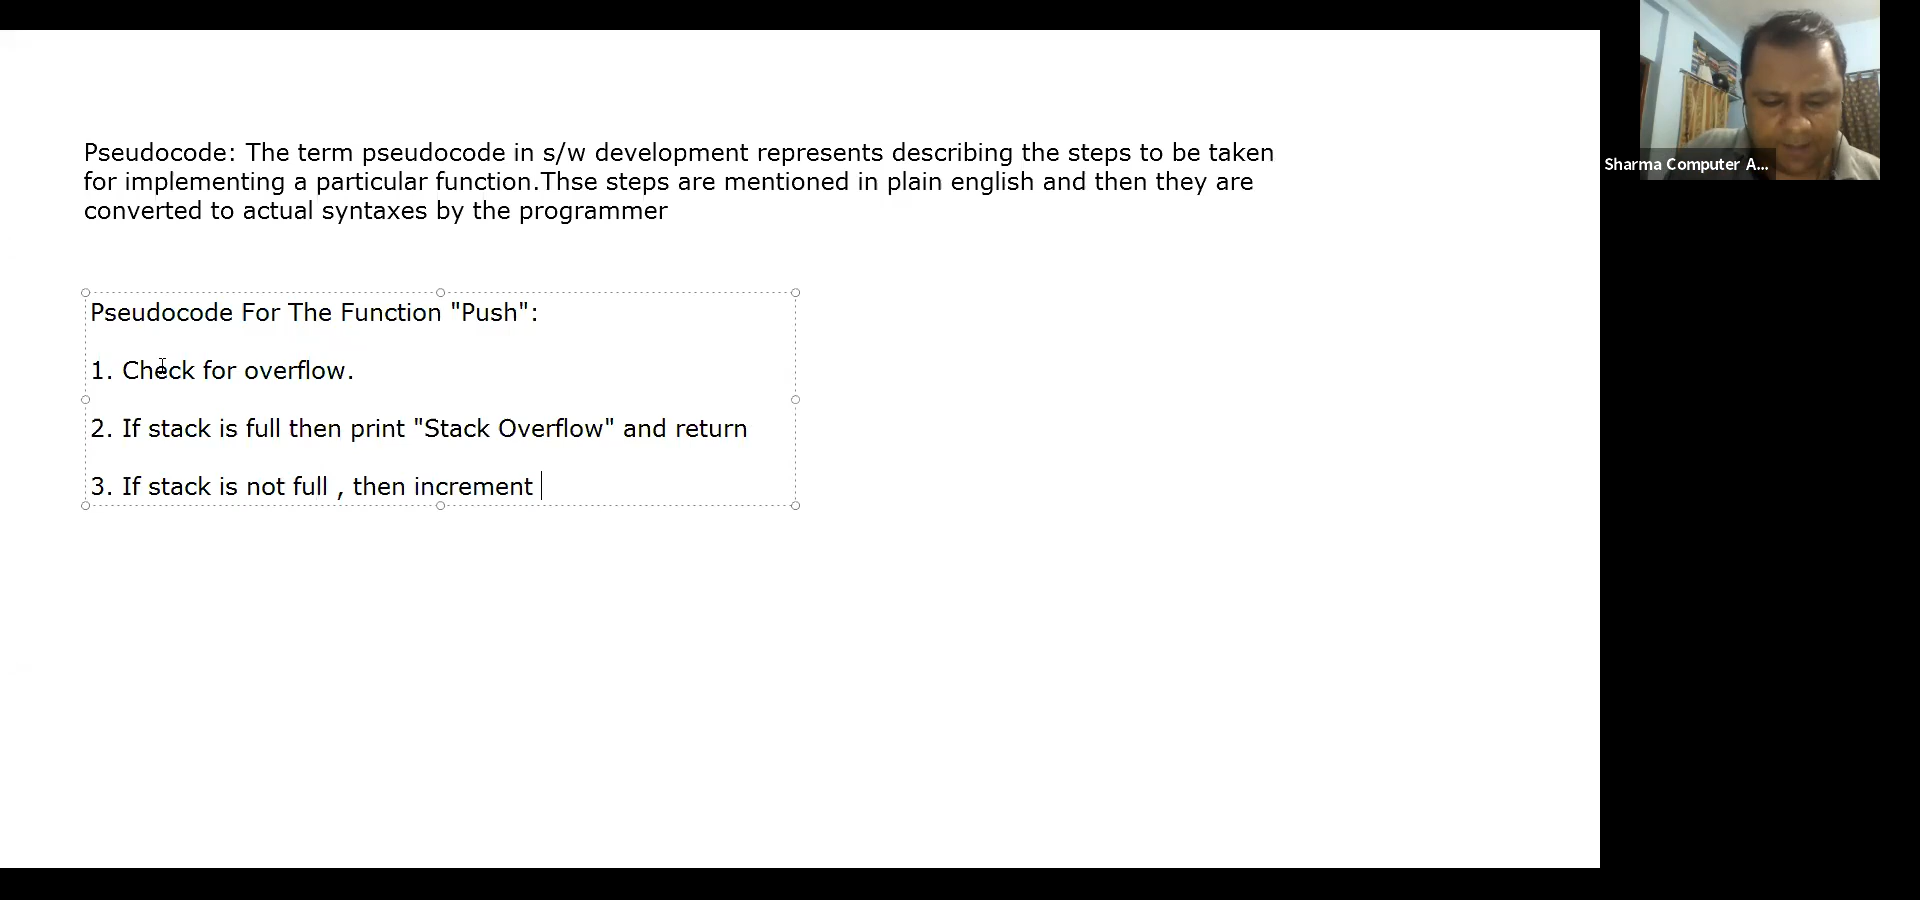 Pseudocode: The term pseudocode in s/w development represents describing the steps to be taken
for implementing a particular function.Thse steps are mentioned in plain english and then they are
converted to actual syntaxes by the programmer
Pseudocode For The Function "Push":
1. Check for overflow.
2. If stack is full then print "Stack Overflow" and return
3. If stack is not full , then increment
Sharma Computer A...